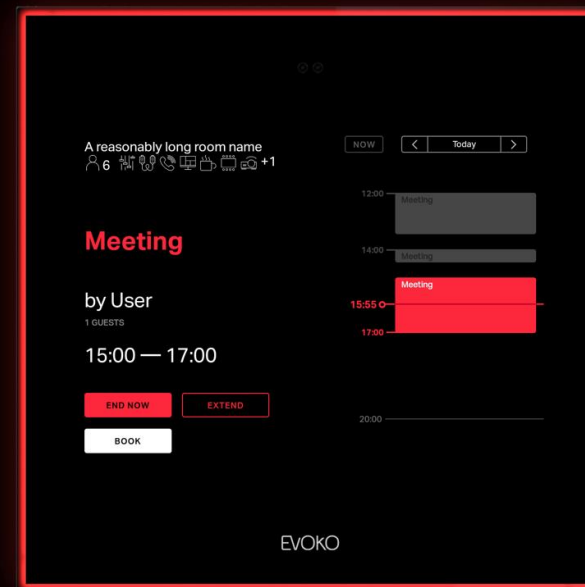 A reasonably long room name
6 +1
Meeting
by User
1 GUESTS
15:00 — 17:00
END NOW
EXTEND
BOOK
NOW
Today
12:00
Meeting
14:00
Meeting
Meeting
15:55
17:00
20:00
EVOKO